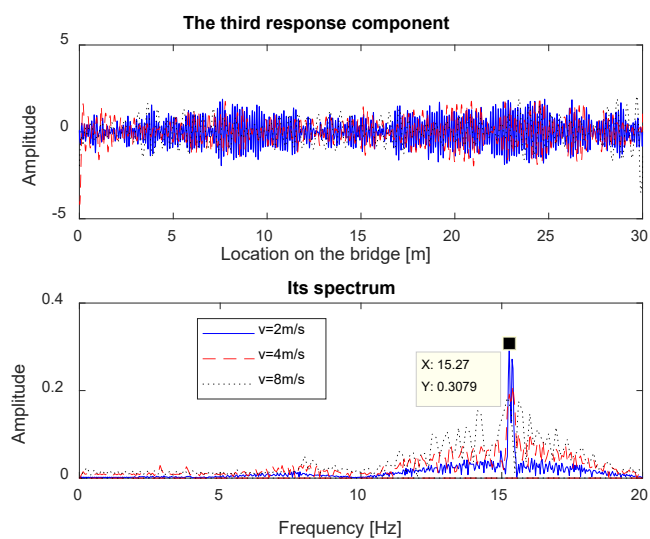 The third response component
5
0
-5
Amplitude
0
5
10
15
20
25
30
Location on the bridge [m]
Its spectrum
0.4
0.2
0
Amplitude
v=2m/s
v=4m/s
v=8m/s
X: 15.27
Y: 0.3079
0
5
10
15
20
Frequency [Hz]